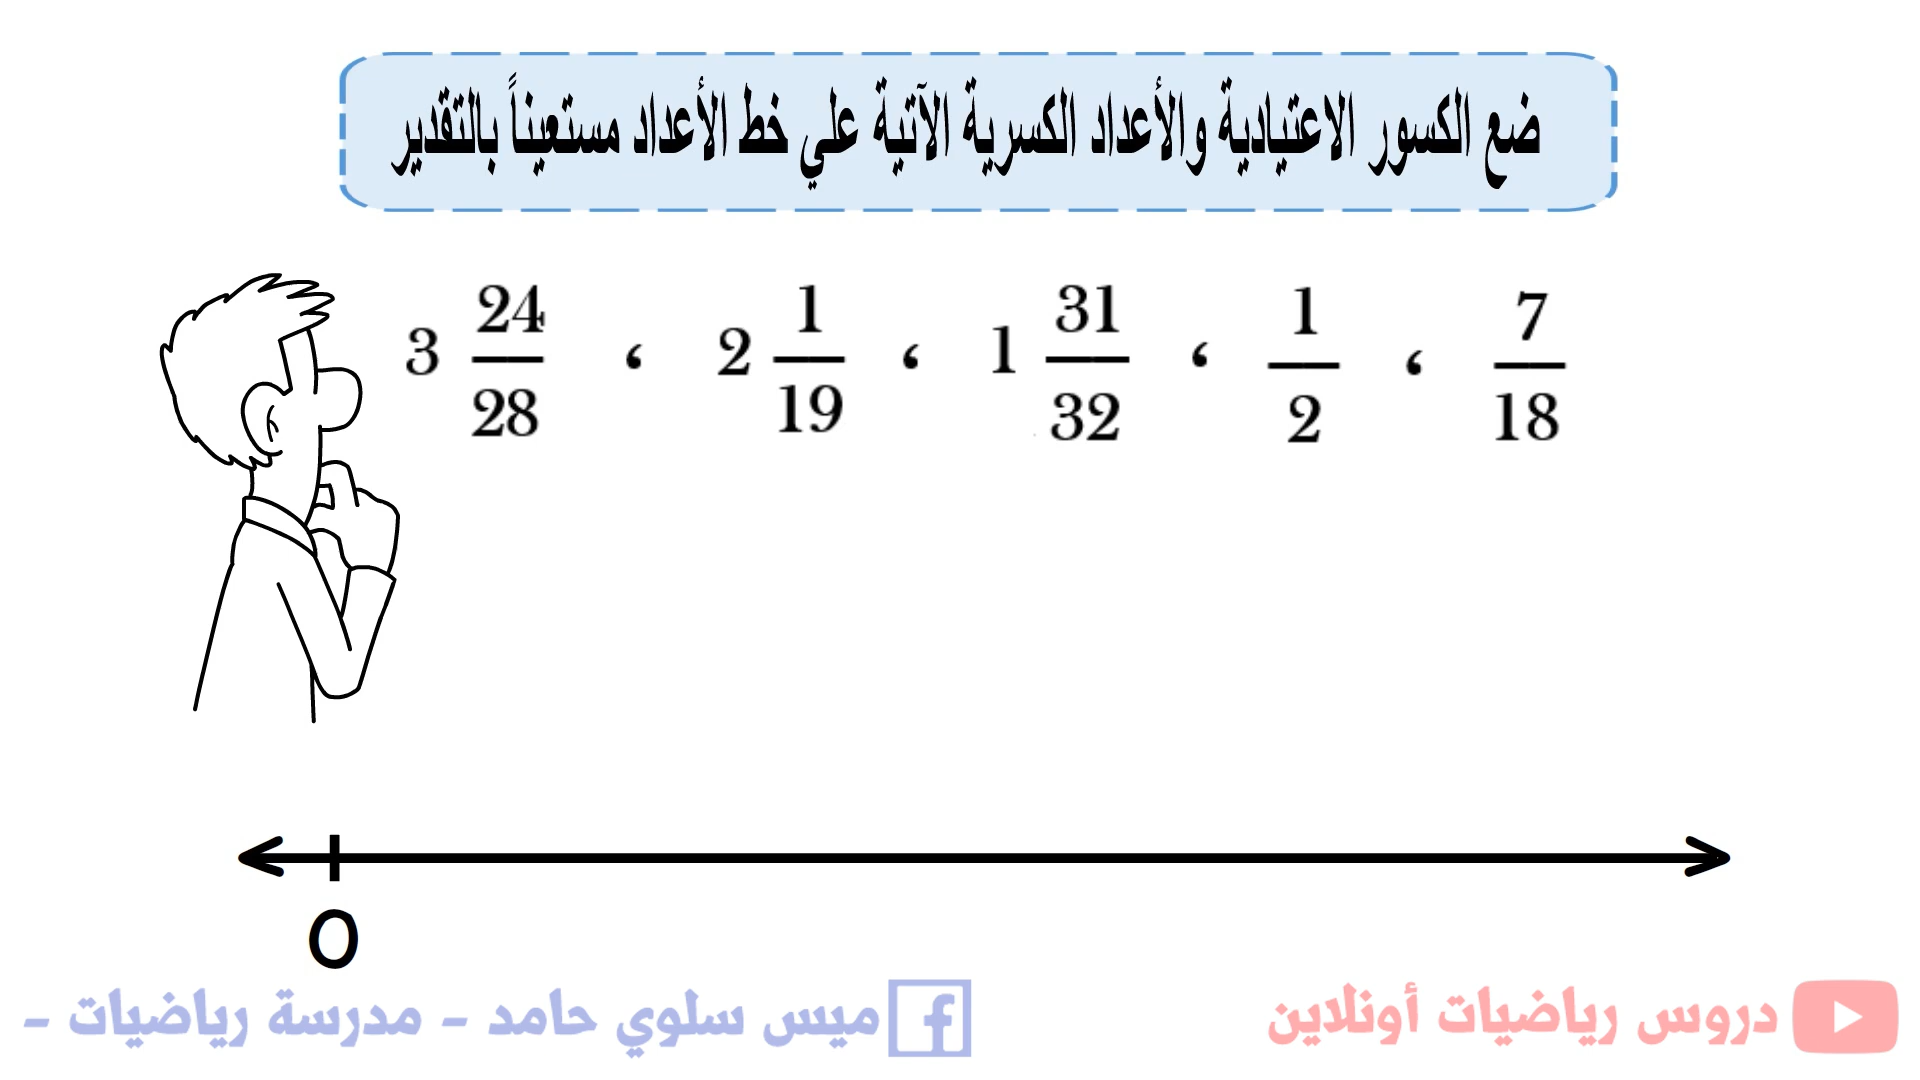 ضع الكسور الاعتيادية والأعداد الكسرية الآتية علي خط الأعداد مستعيناً بالتقدير
7/18 ، 1/2 ، 1 31/32 ، 2 1/19 ، 3 24/28
0
دروس رياضيات أونلاين
ميس سلوي حامد - مدرسة رياضيات -